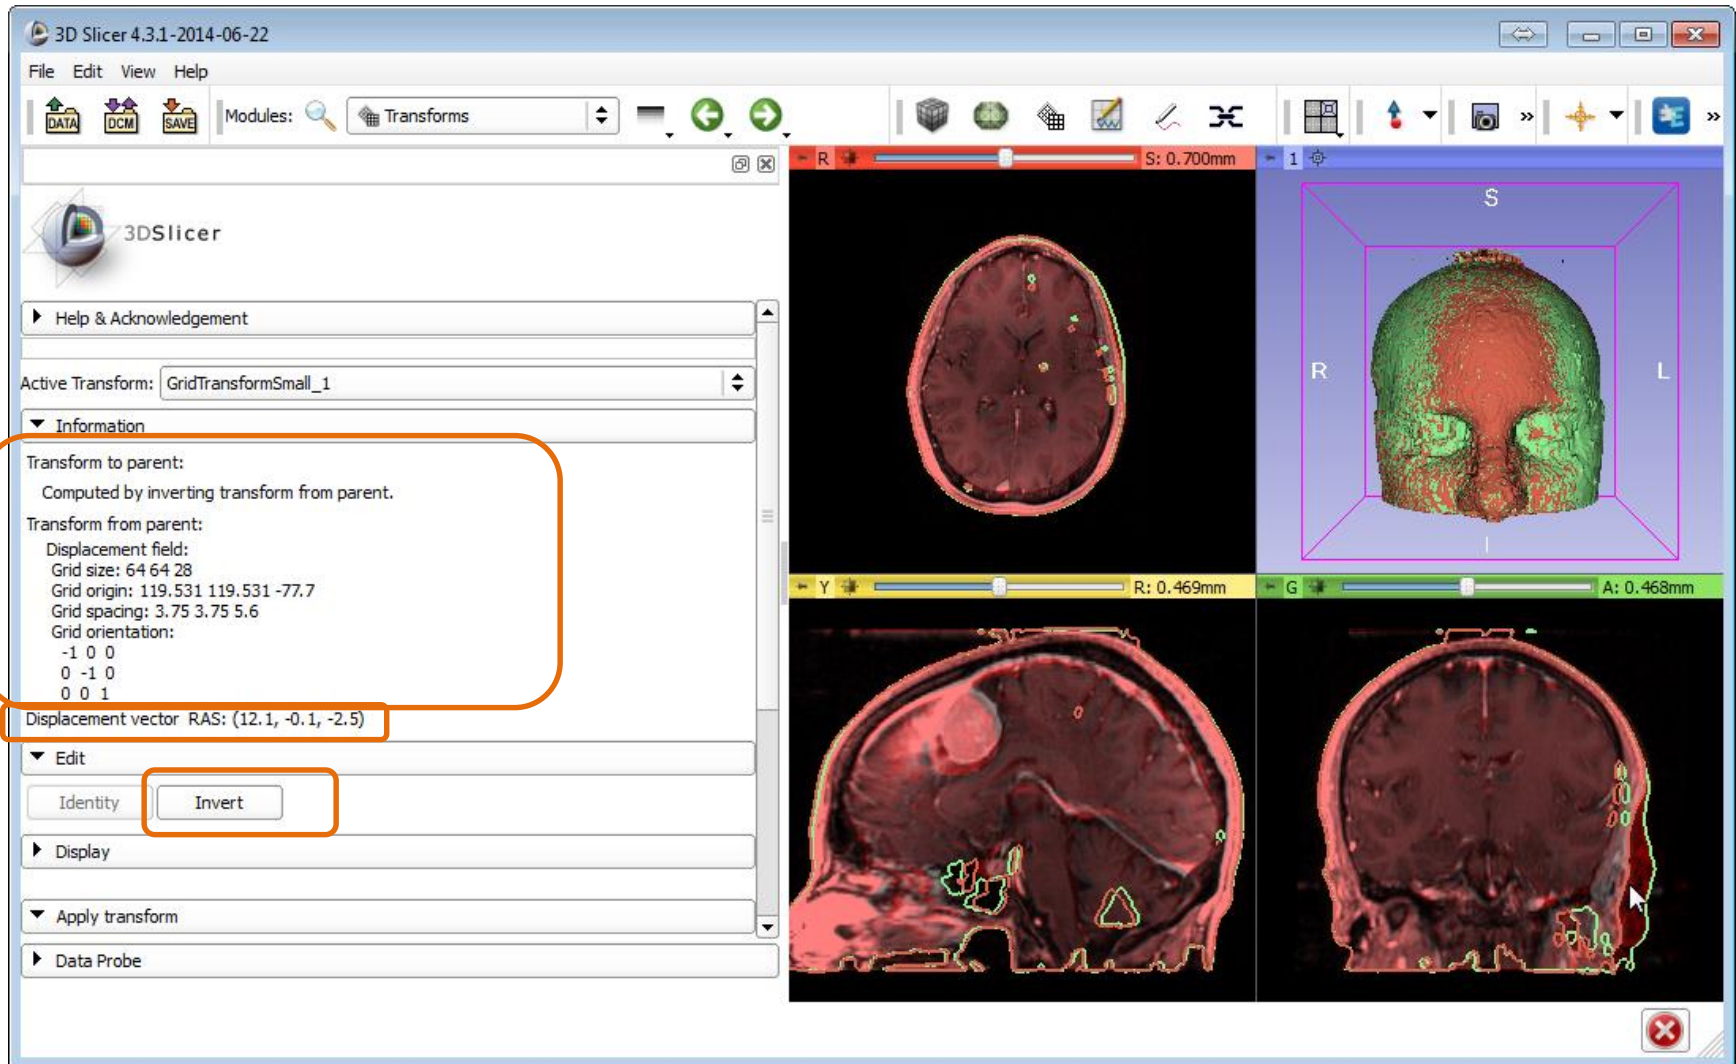 3D Slicer 4.3.1-2014-06-22
File Edit View Help
DATA DCM SAVE Modules: Transforms
R S: 0.700mm
1
3DSlicer
S
R L
I
Help & Acknowledgement
Active Transform: GridTransformSmall_1
Information
Transform to parent:
Computed by inverting transform from parent.
Transform from parent:
Displacement field:
Grid size: 64 64 28
Grid origin: 119.531 119.531 -77.7
Grid spacing: 3.75 3.75 5.6
Grid orientation:
-1 0 0
0 -1 0
0 0 1
Displacement vector RAS: (12.1, -0.1, -2.5)
Edit
Identity Invert
Display
Apply transform
Data Probe
Y R: 0.469mm
G A: 0.468mm